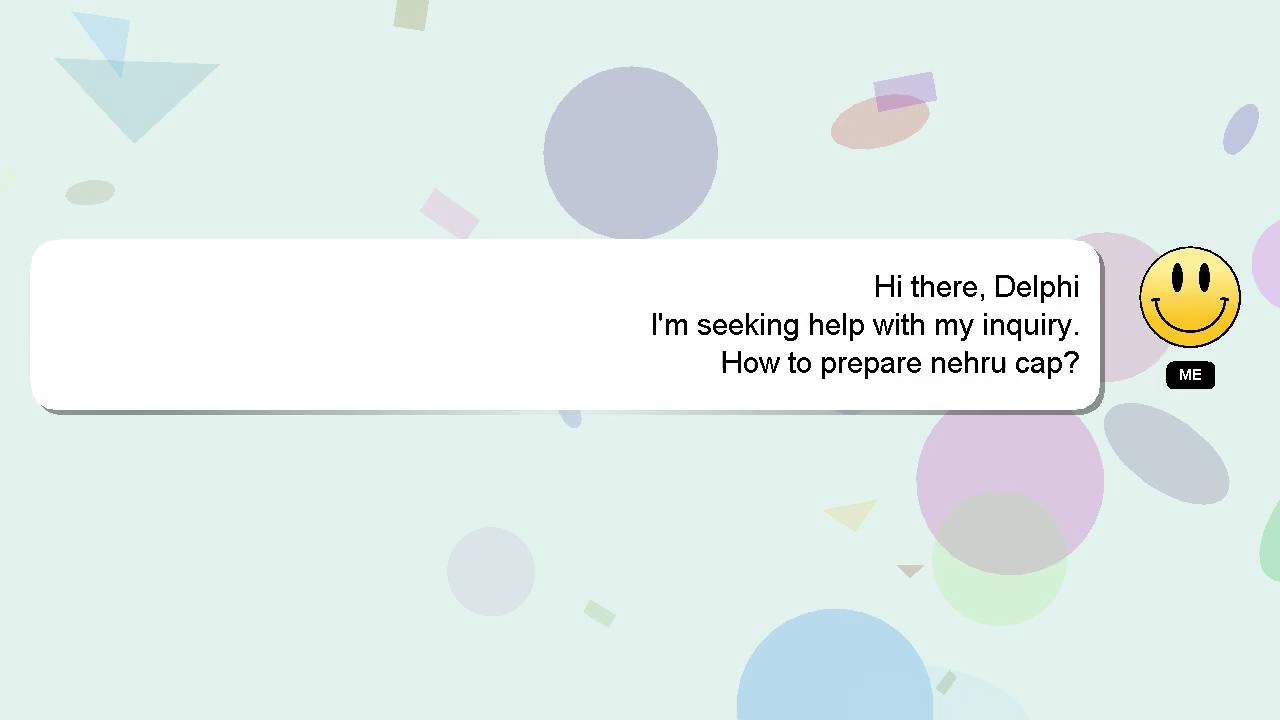 Hi there, Delphi
I'm seeking help with my inquiry.
How to prepare nehru cap?
ME